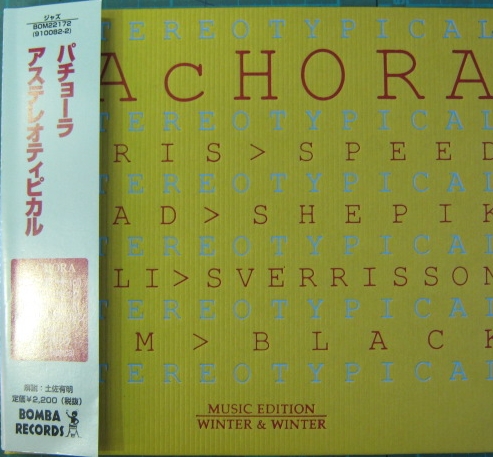 ジャズ
BOM22172
(910082-2)
パチョーラ
アステレオティピカル
解説：土佐有明
定価￥2,200（税抜）
BOMBA
RECORDS
TEREOTYPICAL
ACHORA
TEREOTYPICAL
RIS>SPEED
TEREOTYPICAL
AD>SHEPIK
TEREOTYPICAL
LI>SVERRISSON
TEREOTYPICAL
M>BLACK
TEREOTYPICAL
MUSIC EDITION
WINTER & WINTER